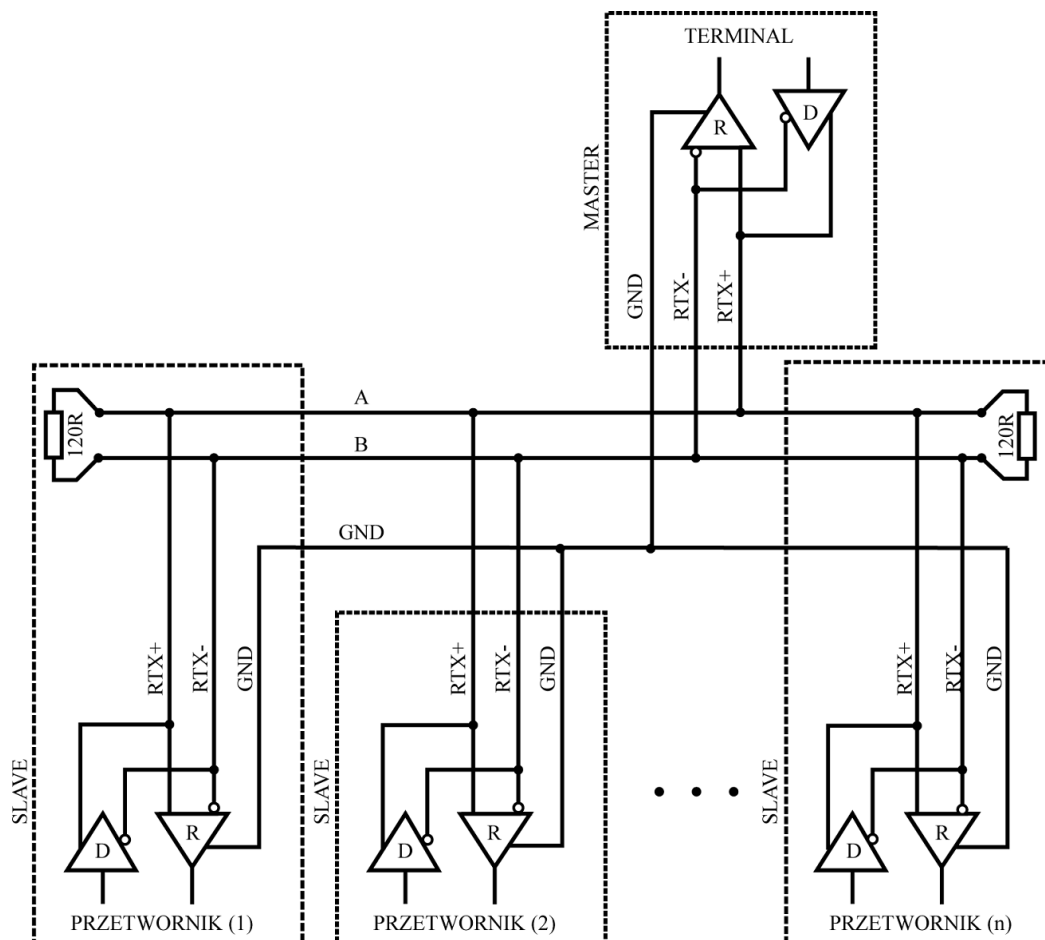 TERMINAL
R
D
MASTER
GND
RTX-
RTX+
120R
A
B
120R
GND
RTX+
RTX-
GND
RTX+
RTX-
GND
RTX+
RTX-
GND
SLAVE
D
R
SLAVE
D
R
• • •
SLAVE
D
R
PRZETWORNIK (1)
PRZETWORNIK (2)
PRZETWORNIK (n)